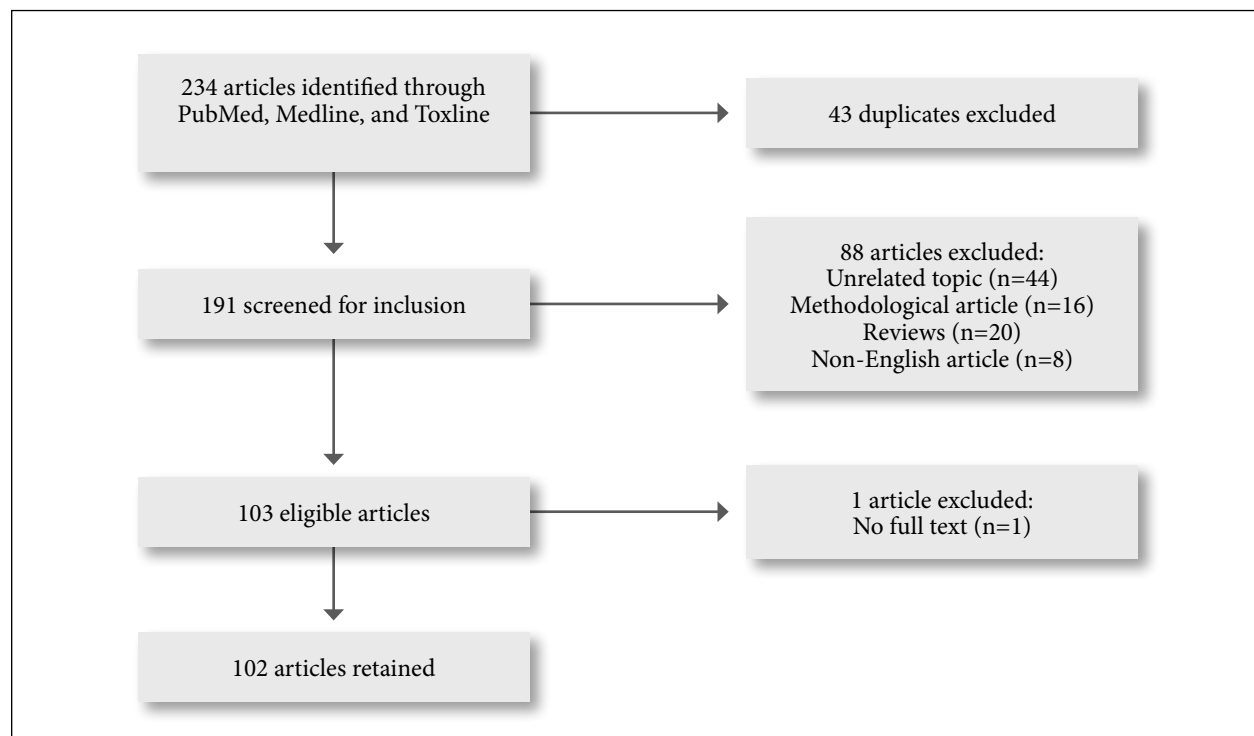 234 articles identified through
PubMed, Medline, and Toxline
43 duplicates excluded
191 screened for inclusion
88 articles excluded:
Unrelated topic (n=44)
Methodological article (n=16)
Reviews (n=20)
Non-English article (n=8)
103 eligible articles
1 article excluded:
No full text (n=1)
102 articles retained